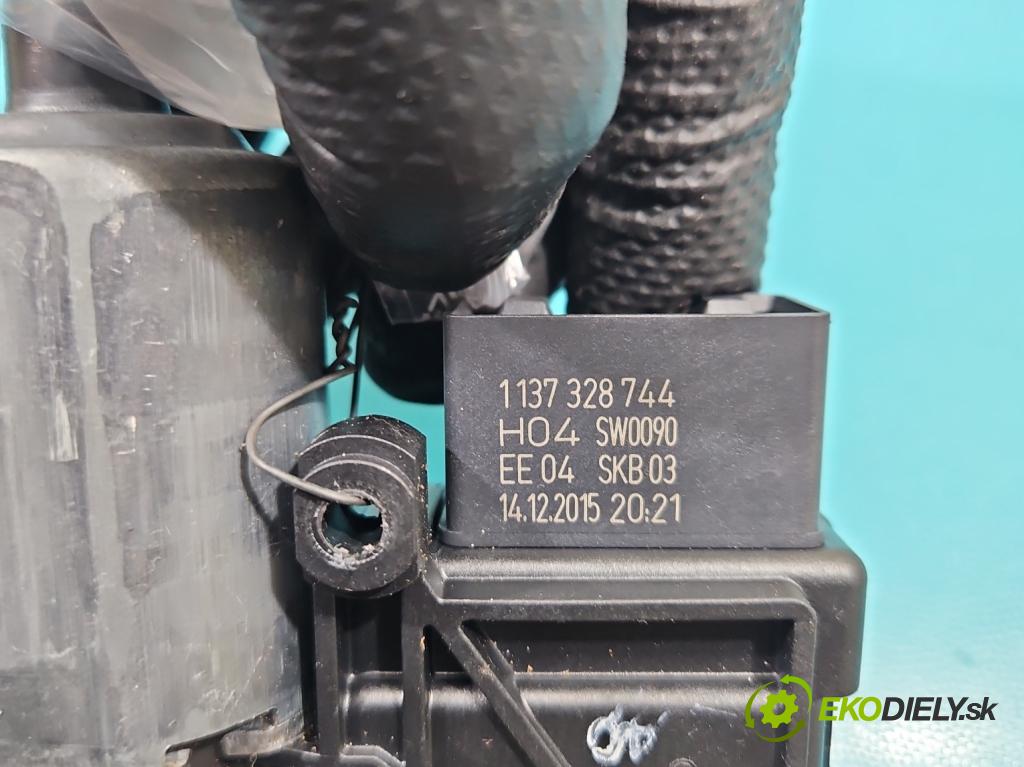 1 137 328 744
H04 SW0090
EE 04 SKB 03
14.12.2015 20:21
EKODIELY.sk